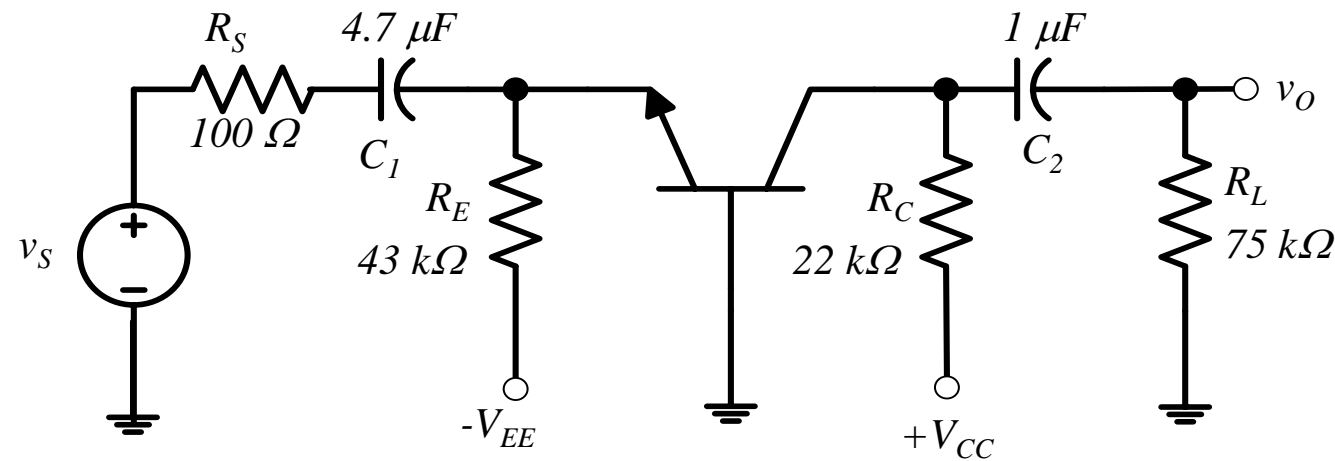 R_S
100 Ω
4.7 μF
C_1
1 μF
C_2
v_O
v_S
+
−
R_E
43 kΩ
R_C
22 kΩ
R_L
75 kΩ
-V_EE
+V_CC